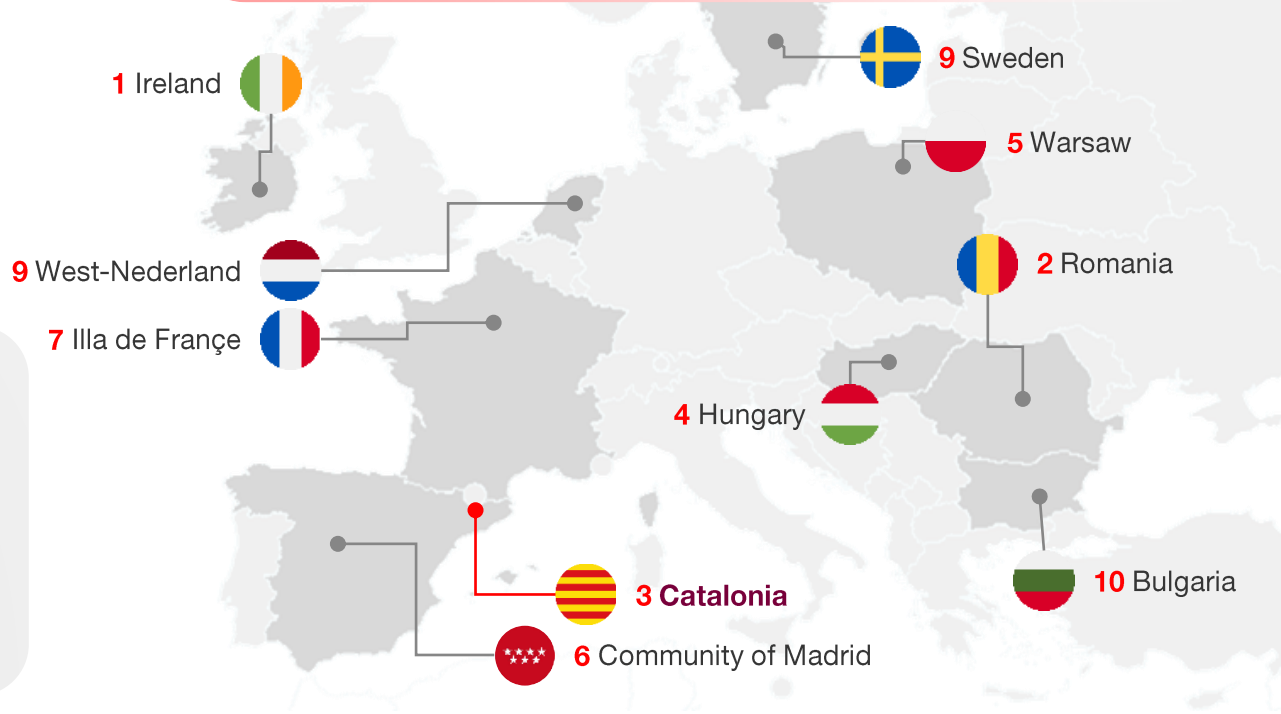 9 Sweden
1 Ireland
5 Warsaw
2 Romania
9 West-Nederland
7 Illa de Françe
4 Hungary
10 Bulgaria
3 Catalonia
6 Community of Madrid